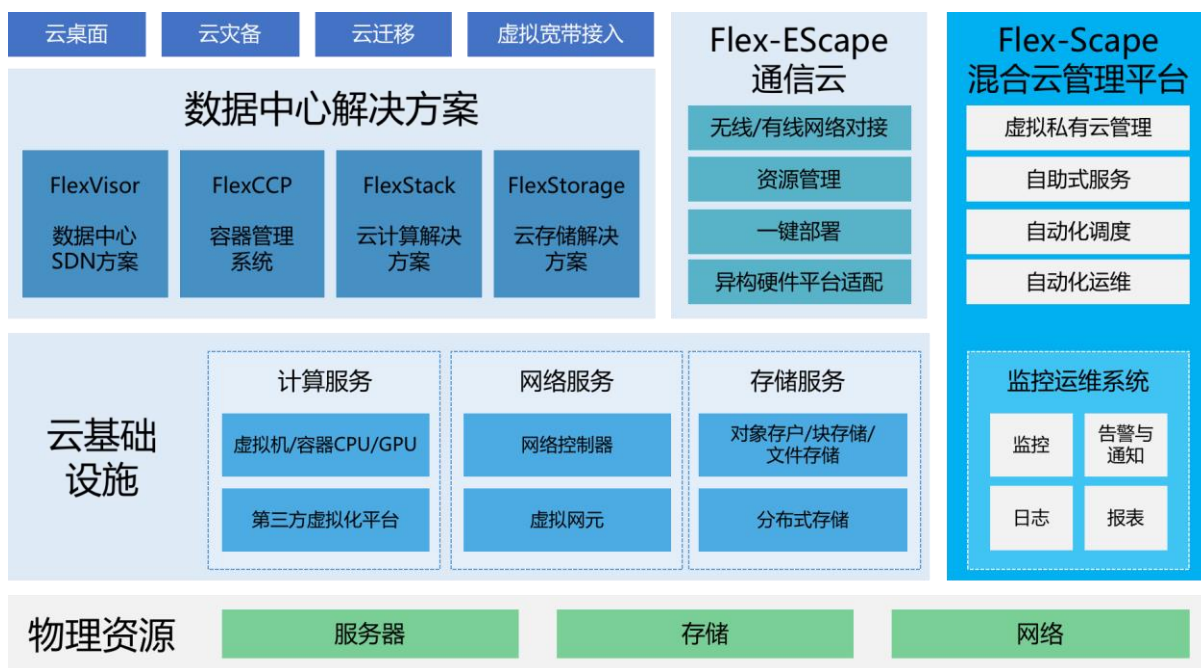 云桌面
云灾备
云迁移
虚拟宽带接入
数据中心解决方案
FlexVisor
数据中心
SDN方案
FlexCCP
容器管理
系统
FlexStack
云计算解决
方案
FlexStorage
云存储解决
方案
Flex-EScape
通信云
无线/有线网络对接
资源管理
一键部署
异构硬件平台适配
Flex-Scape
混合云管理平台
虚拟私有云管理
自助式服务
自动化调度
自动化运维
云基础
设施
计算服务
虚拟机/容器CPU/GPU
第三方虚拟化平台
网络服务
网络控制器
虚拟网元
存储服务
对象存户/块存储/
文件存储
分布式存储
监控运维系统
监控
告警与
通知
日志
报表
物理资源
服务器
存储
网络